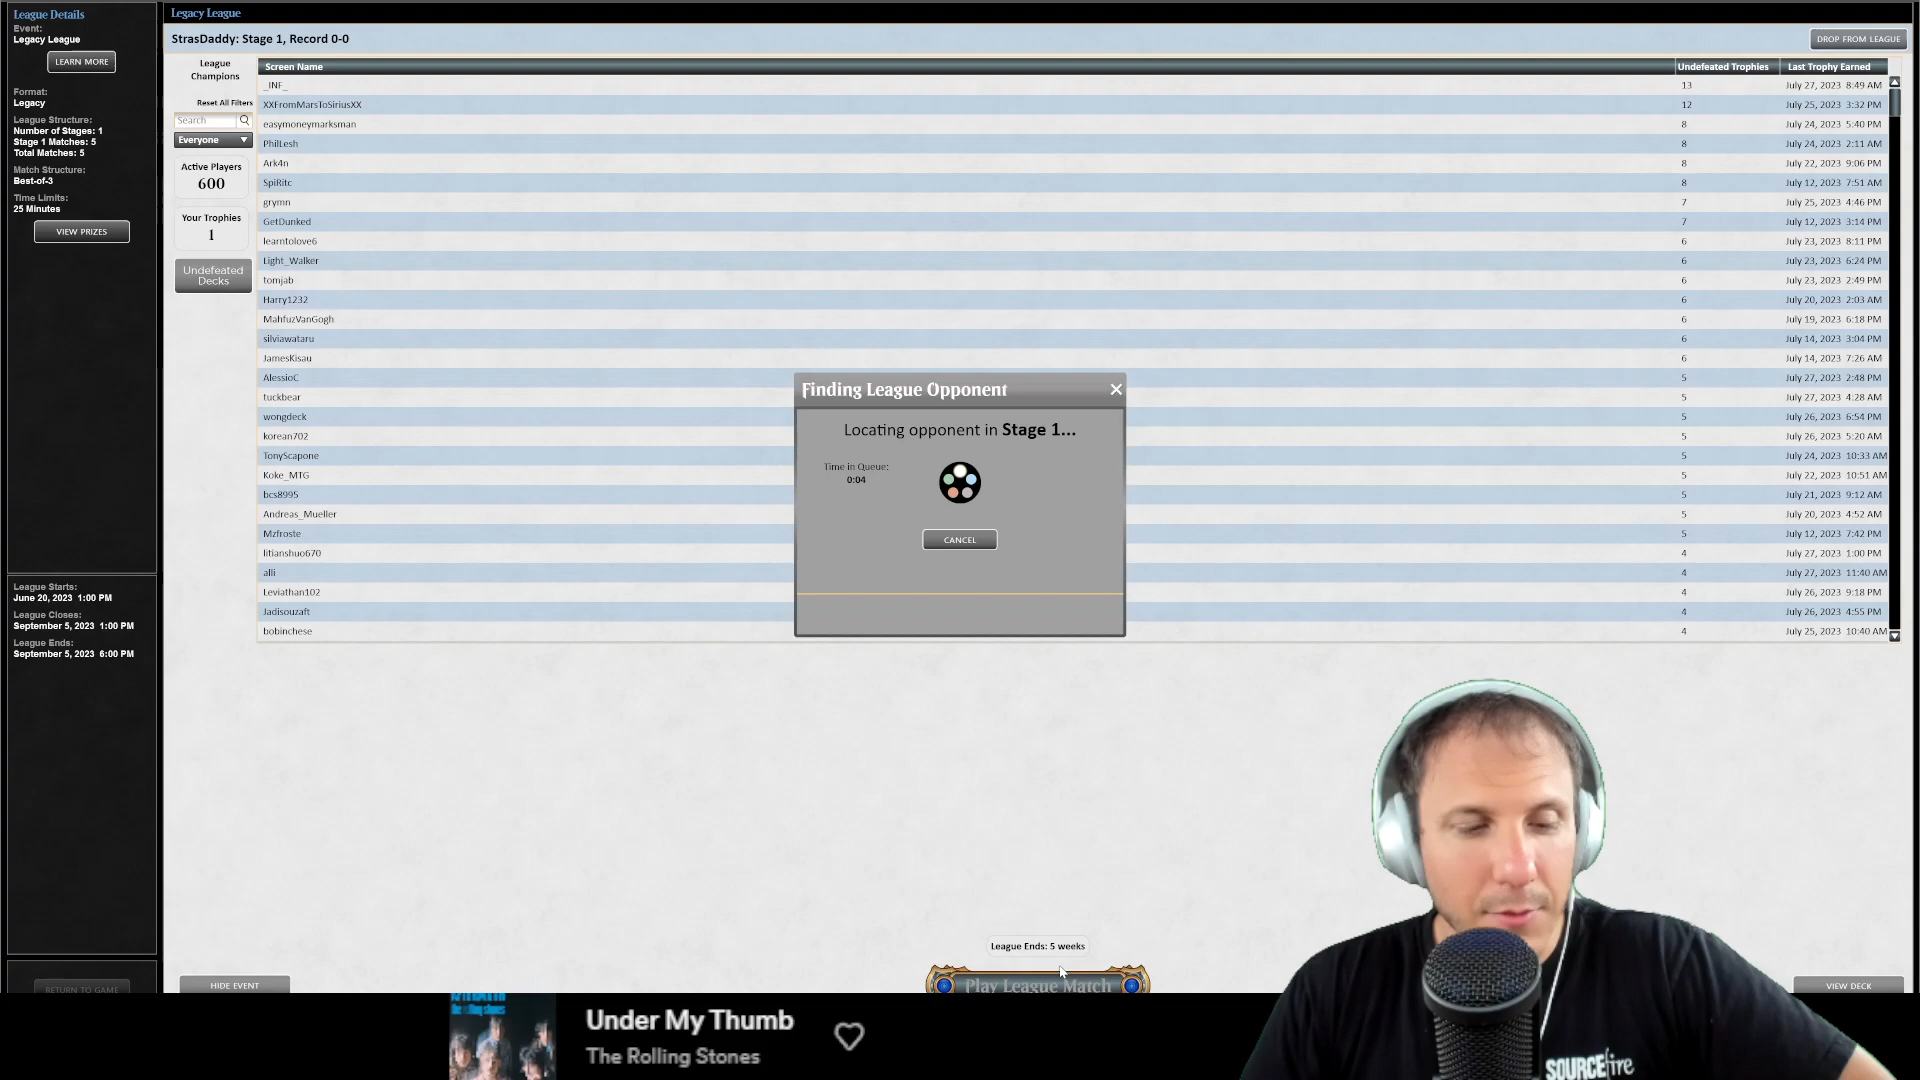 League Details
Event:
Legacy League
LEARN MORE
Format:
Legacy
League Structure:
Number of Stages: 1
Stage 1 Matches: 5
Total Matches: 5
Match Structure:
Best-of-3
Time Limits:
25 Minutes
VIEW PRIZES
League Starts:
June 20, 2023 1:00 PM
League Closes:
September 5, 2023 1:00 PM
League Ends:
September 5, 2023 6:00 PM
RETURN TO GAME
Legacy League
StrasDaddy: Stage 1, Record 0-0
DROP FROM LEAGUE
League
Champions
Reset All Filters
Search
Everyone
Active Players
600
Your Trophies
1
Undefeated
Decks
Screen Name Undefeated Trophies Last Trophy Earned
_INF_ 13 July 27, 2023 8:49 AM
XXFromMarsToSiriusXX 12 July 25, 2023 3:32 PM
easymoneymarksman 8 July 24, 2023 5:40 PM
PhilLesh 8 July 24, 2023 2:11 AM
Ark4n 8 July 22, 2023 9:06 PM
SpiRitc 8 July 12, 2023 7:51 AM
grymn 7 July 25, 2023 4:46 PM
GetDunked 7 July 12, 2023 3:14 PM
learntolove6 6 July 23, 2023 8:11 PM
Light_Walker 6 July 23, 2023 6:24 PM
tomjab 6 July 23, 2023 2:49 PM
Harry1232 6 July 20, 2023 2:03 AM
MahfuzVanGogh 6 July 19, 2023 6:18 PM
silviawataru 6 July 14, 2023 3:04 PM
JamesKisau 6 July 14, 2023 7:26 AM
AlessioC 5 July 27, 2023 2:48 PM
tuckbear 5 July 27, 2023 4:28 AM
wongdeck 5 July 26, 2023 6:54 PM
korean702 5 July 26, 2023 5:20 AM
TonyScapone 5 July 24, 2023 10:33 AM
Koke_MTG 5 July 22, 2023 10:51 AM
bcs8995 5 July 21, 2023 9:12 AM
Andreas_Mueller 5 July 20, 2023 4:52 AM
Mzfroste 5 July 12, 2023 7:42 PM
litianshuo670 4 July 27, 2023 1:00 PM
alli 4 July 27, 2023 11:40 AM
Leviathan102 4 July 26, 2023 9:18 PM
Jadisouzaft 4 July 26, 2023 4:55 PM
bobinchese 4 July 25, 2023 10:40 AM
Finding League Opponent
Locating opponent in Stage 1...
Time in Queue:
0:04
CANCEL
League Ends: 5 weeks
HIDE EVENT
Play League Match
VIEW DECK
Under My Thumb
The Rolling Stones
SOURCEfire